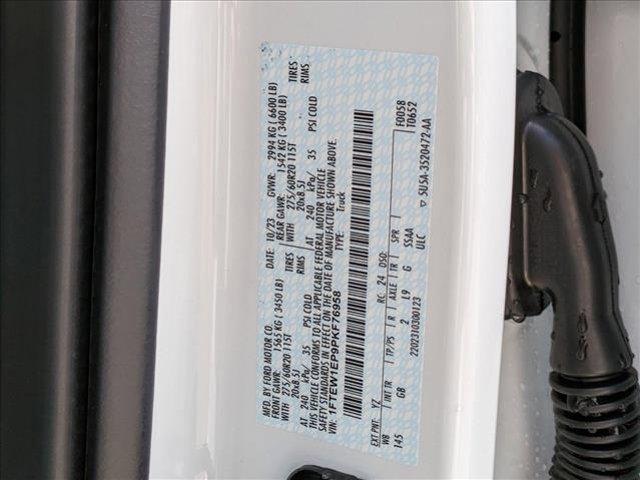 MFD. BY FORD MOTOR CO.
DATE: 10/23 GVWR: 2994 KG ( 6600 LB)
FRONT GAWR: 1565 KG ( 3450 LB) REAR GAWR: 1542 KG ( 3400 LB)
WITH 275/60R20 115T TIRES WITH 275/60R20 115T TIRES
20x8.5J RIMS 20x8.5J RIMS
AT 240 kPa/ 35 PSI COLD AT 240 kPa/ 35 PSI COLD
THIS VEHICLE CONFORMS TO ALL APPLICABLE FEDERAL MOTOR VEHICLE
SAFETY STANDARDS IN EFFECT ON THE DATE OF MANUFACTURE SHOWN ABOVE.
VIN: 1FTEW1EP9PKF76958 TYPE: Truck
F0058
T0652
EXT PNT: YZ RC: 24 DSO:
WB INT TR TP/PS R AXLE TR SPR
145 GB 2 L9 G SSAA
2202310300123 ULC ▽ SU5A-3520472-AA